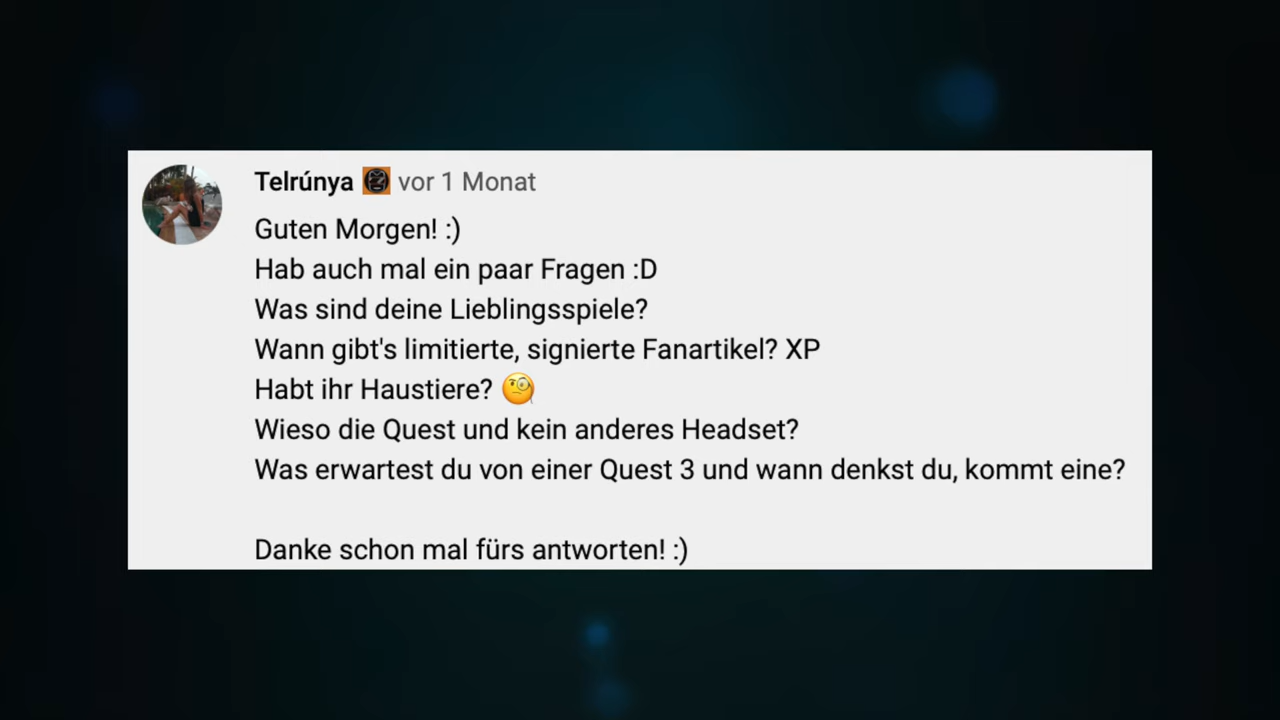 Telrúnya vor 1 Monat
Guten Morgen! :)
Hab auch mal ein paar Fragen :D
Was sind deine Lieblingsspiele?
Wann gibt's limitierte, signierte Fanartikel? XP
Habt ihr Haustiere? 🧐
Wieso die Quest und kein anderes Headset?
Was erwartest du von einer Quest 3 und wann denkst du, kommt eine?
Danke schon mal fürs antworten! :)